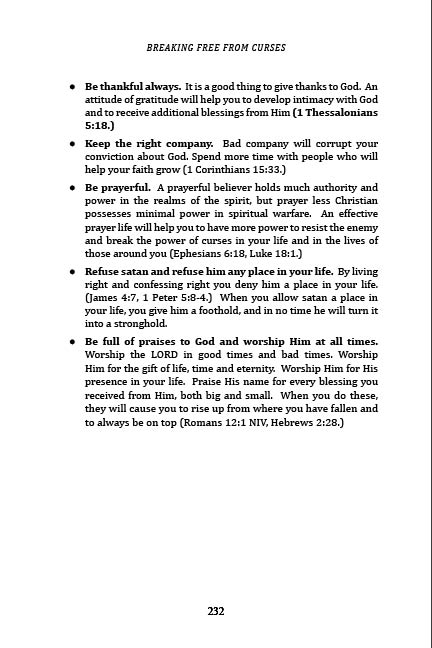 BREAKING FREE FROM CURSES
● Be thankful always. It is a good thing to give thanks to God. An
attitude of gratitude will help you to develop intimacy with God
and to receive additional blessings from Him (1 Thessalonians
5:18.)
● Keep the right company. Bad company will corrupt your
conviction about God. Spend more time with people who will
help your faith grow (1 Corinthians 15:33.)
● Be prayerful. A prayerful believer holds much authority and
power in the realms of the spirit, but prayer less Christian
possesses minimal power in spiritual warfare. An effective
prayer life will help you to have more power to resist the enemy
and break the power of curses in your life and in the lives of
those around you (Ephesians 6:18, Luke 18:1.)
● Refuse satan and refuse him any place in your life. By living
right and confessing right you deny him a place in your life.
(James 4:7, 1 Peter 5:8-4.) When you allow satan a place in
your life, you give him a foothold, and in no time he will turn it
into a stronghold.
● Be full of praises to God and worship Him at all times.
Worship the LORD in good times and bad times. Worship
Him for the gift of life, time and eternity. Worship Him for His
presence in your life. Praise His name for every blessing you
received from Him, both big and small. When you do these,
they will cause you to rise up from where you have fallen and
to always be on top (Romans 12:1 NIV, Hebrews 2:28.)
232